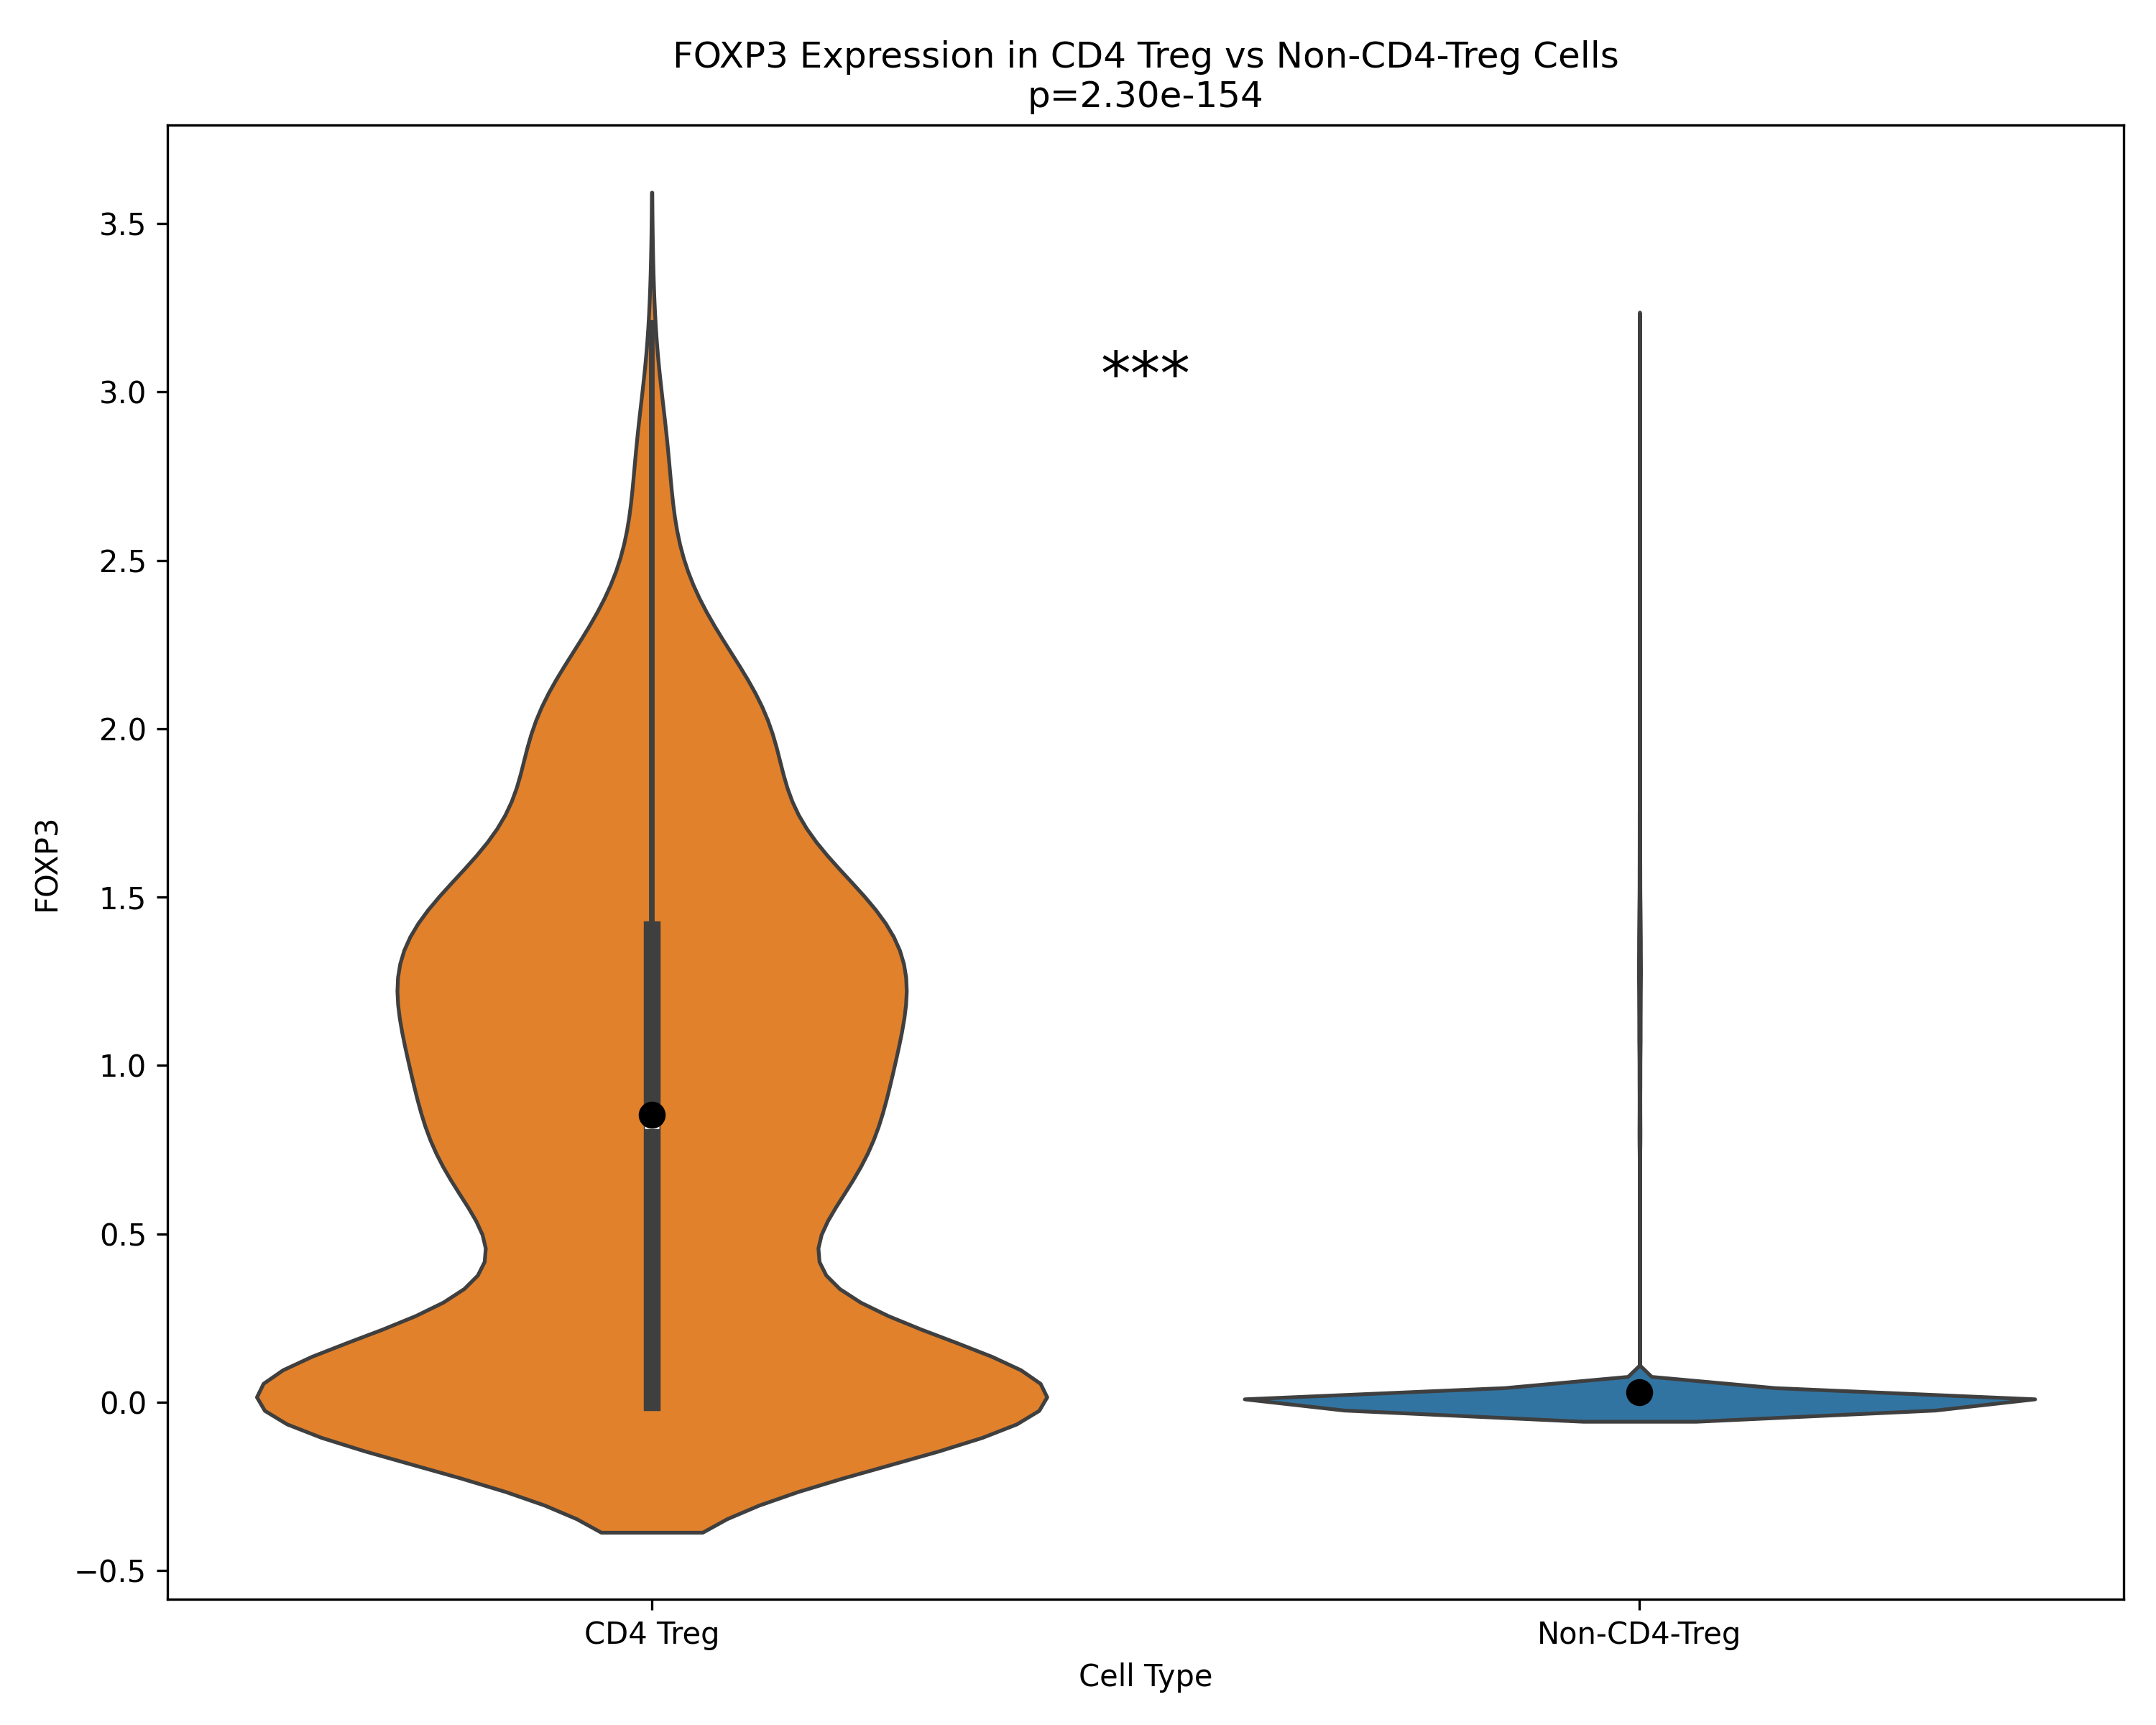 FOXP3 Expression in CD4 Treg vs Non-CD4-Treg Cells
p=2.30e-154
***
3.5
3.0
2.5
2.0
1.5
1.0
0.5
0.0
−0.5
FOXP3
CD4 Treg
Non-CD4-Treg
Cell Type